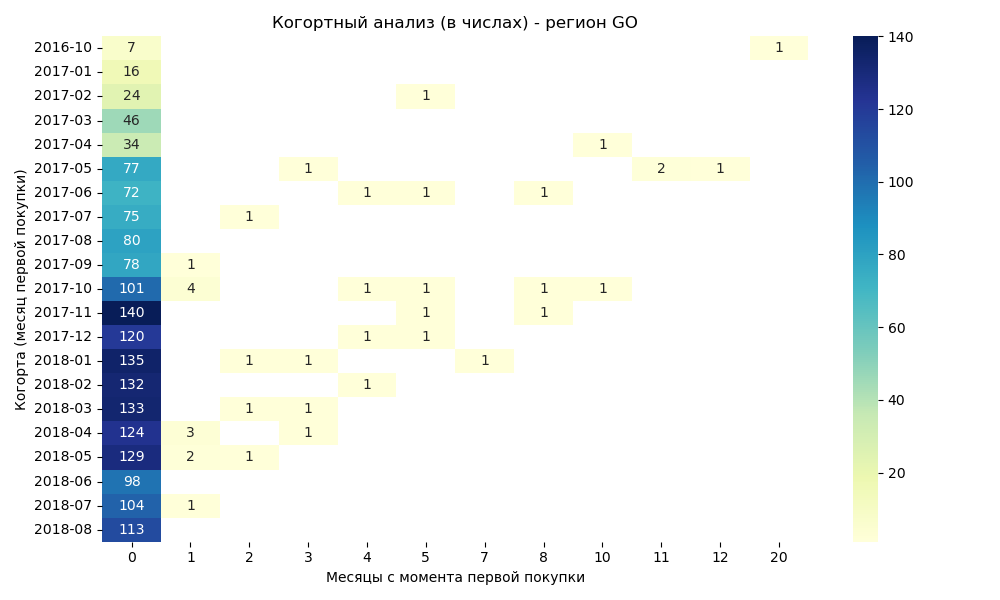 Когортный анализ (в числах) - регион GO
Когорта (месяц первой покупки)
2016-10 7 1
2017-01 16
2017-02 24 1
2017-03 46
2017-04 34 1
2017-05 77 1 2 1
2017-06 72 1 1 1
2017-07 75 1
2017-08 80
2017-09 78 1
2017-10 101 4 1 1 1 1
2017-11 140 1 1
2017-12 120 1 1
2018-01 135 1 1 1
2018-02 132 1
2018-03 133 1 1
2018-04 124 3 1
2018-05 129 2 1
2018-06 98
2018-07 104 1
2018-08 113
0 1 2 3 4 5 7 8 10 11 12 20
Месяцы с момента первой покупки
140
120
100
80
60
40
20